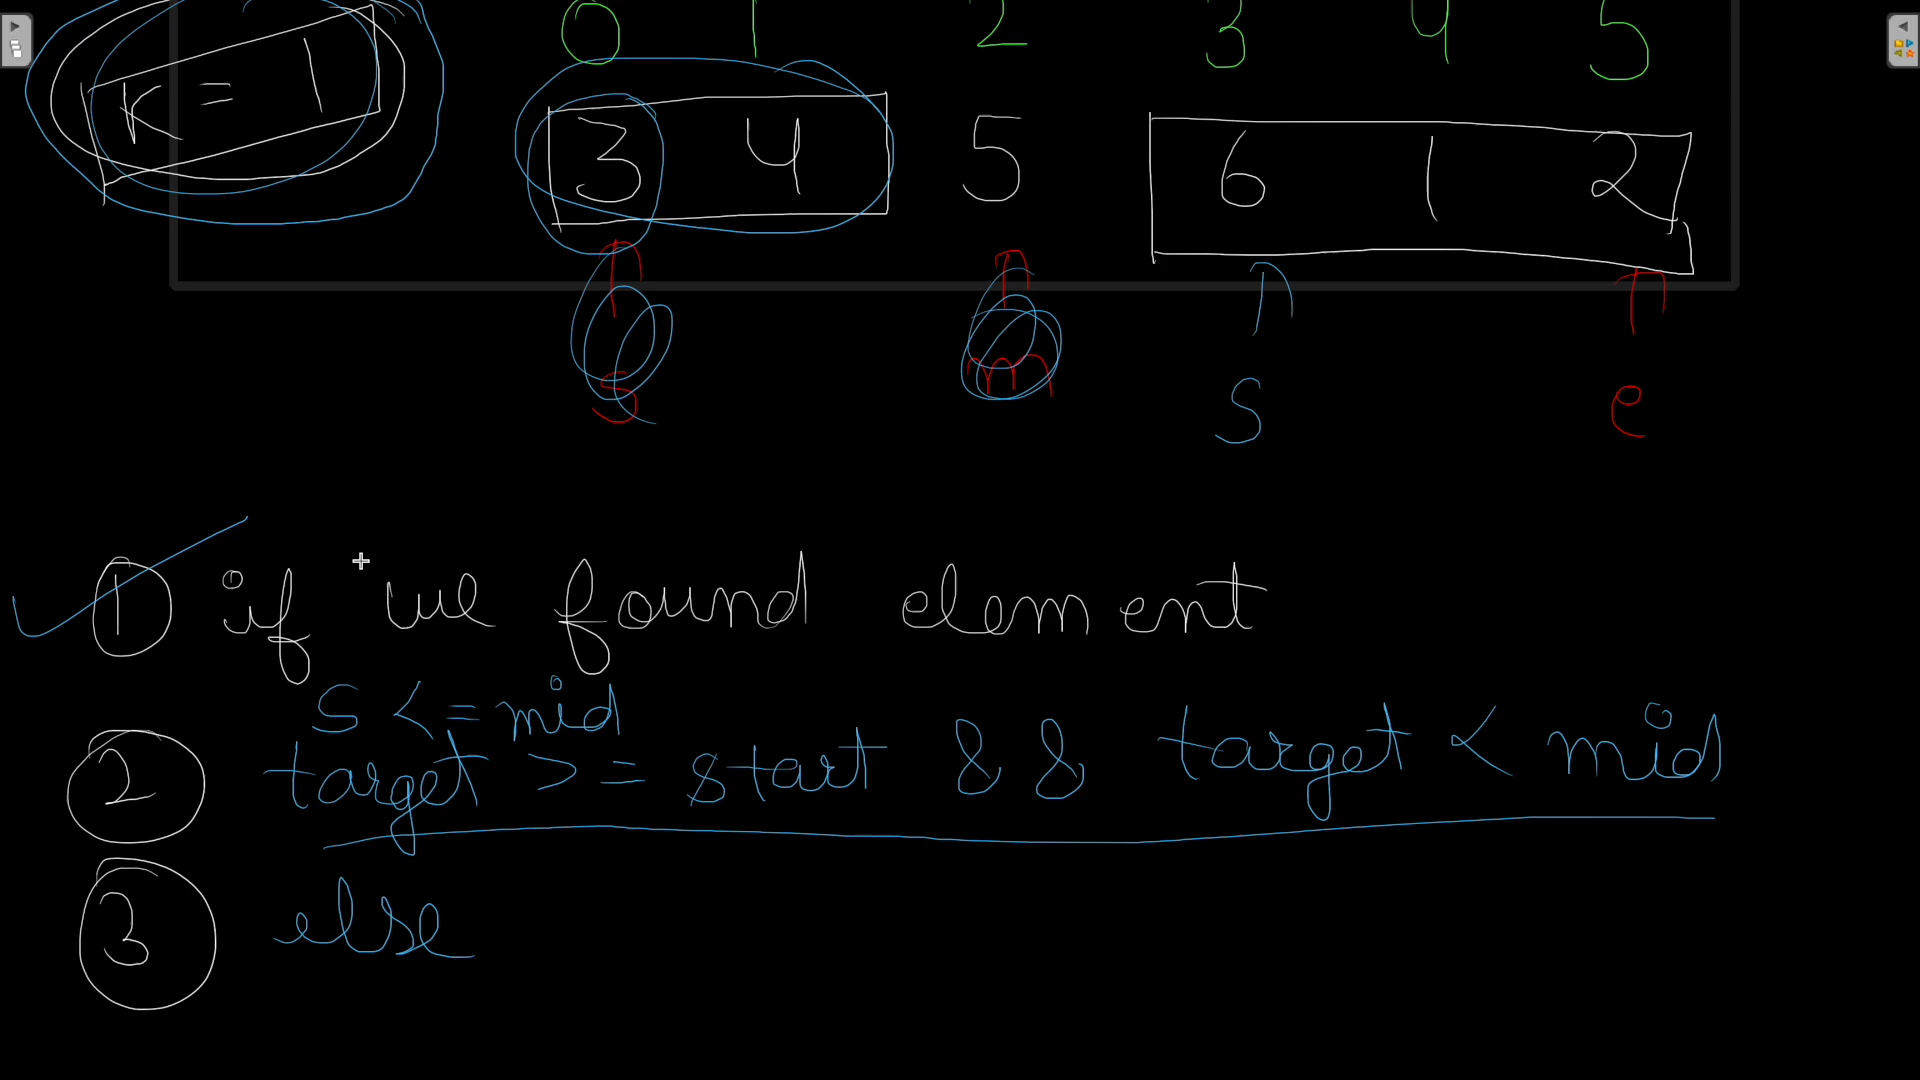 0 1 2 3 4 5
K = 1 3 4 5 6 1 2
s m s e
1 if we found element
s <= mid
2 target >= start && target < mid
3 else